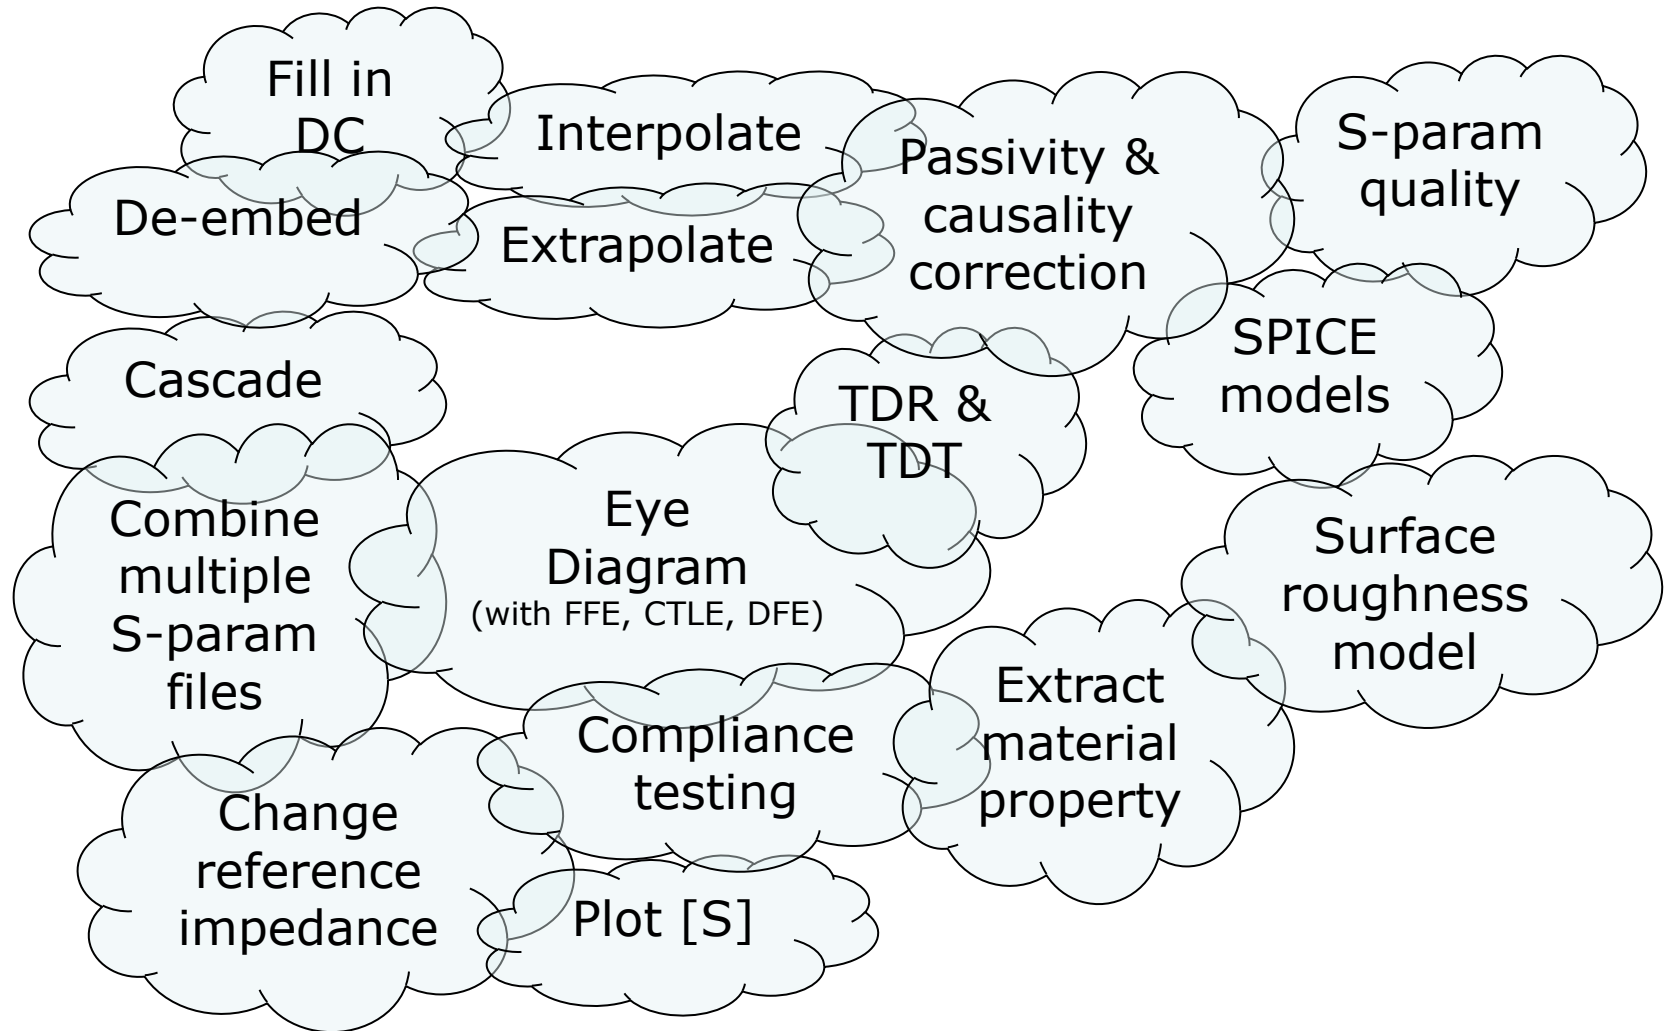 Fill in
DC
Interpolate
Passivity &
causality
correction
S-param
quality
De-embed
Extrapolate
Cascade
TDR &
TDT
SPICE
models
Combine
multiple
S-param
files
Eye
Diagram
(with FFE, CTLE, DFE)
Surface
roughness
model
Compliance
testing
Extract
material
property
Change
reference
impedance
Plot [S]